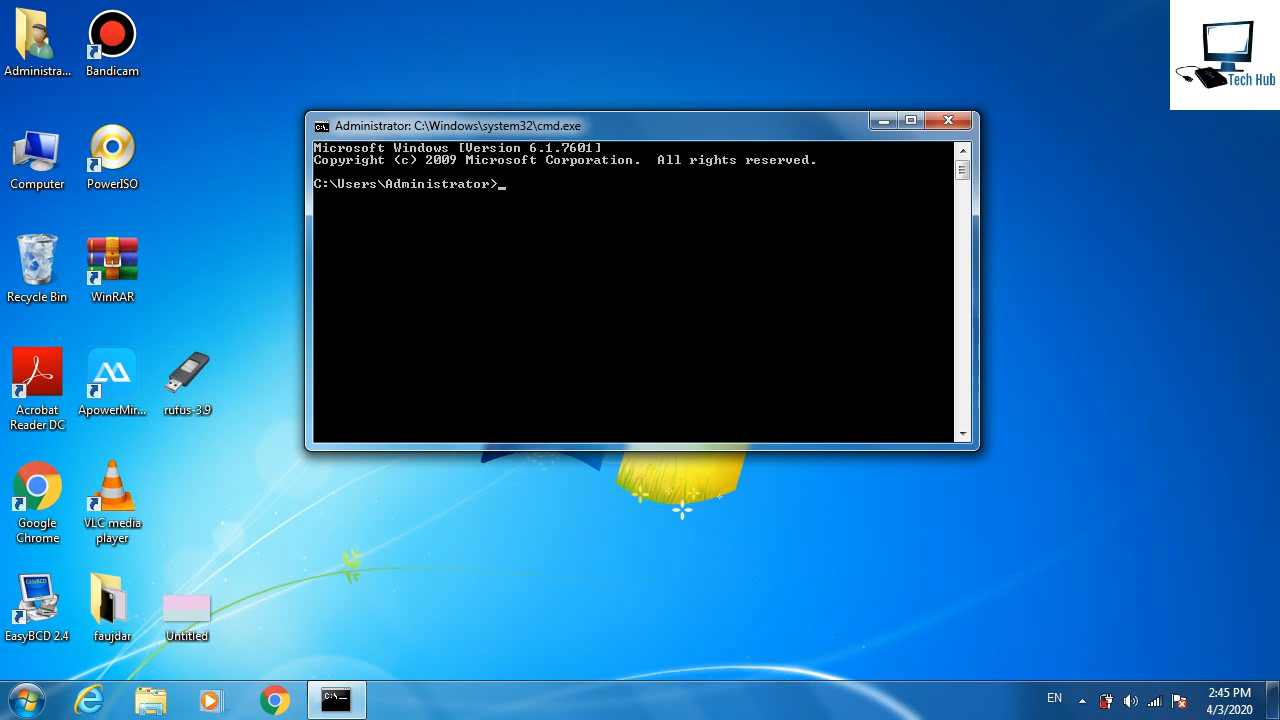 Administra...
Bandicam
Tech Hub
Administrator: C:\Windows\system32\cmd.exe
Microsoft Windows [Version 6.1.7601]
Copyright (c) 2009 Microsoft Corporation.  All rights reserved.
C:\Users\Administrator>_
Computer
PowerISO
Recycle Bin
WinRAR
Acrobat
Reader DC
ApowerMir...
rufus-3.9
Google
Chrome
VLC media
player
EasyBCD
EasyBCD 2.4
faujdar
Untitled
C:\_
EN
2:45 PM
4/3/2020